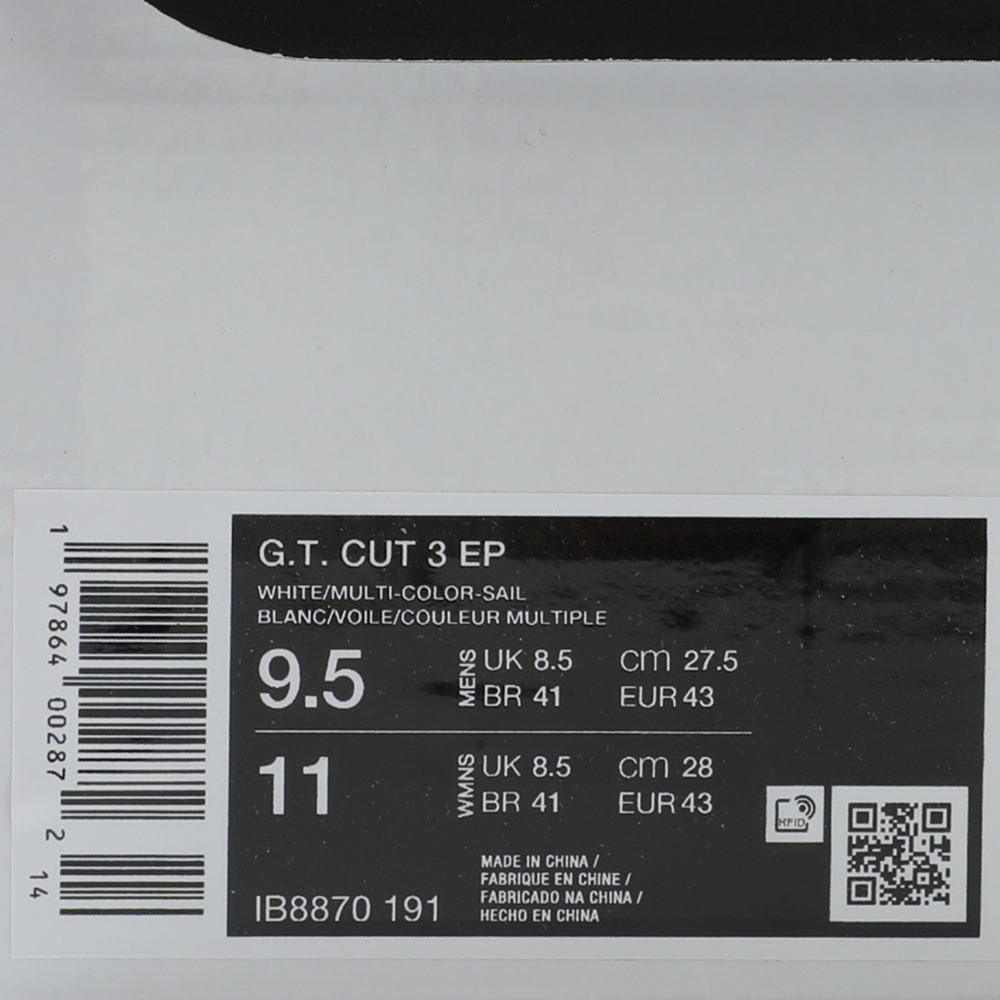 G.T. CUT 3 EP
WHITE/MULTI-COLOR-SAIL
BLANC/VOILE/COULEUR MULTIPLE
9.5
MENS
UK 8.5 cm 27.5
BR 41 EUR 43
11
WMNS
UK 8.5 cm 28
BR 41 EUR 43
RFID
MADE IN CHINA /
FABRIQUE EN CHINE /
FABRICADO NA CHINA /
HECHO EN CHINA
IB8870 191
1 97864 00287 2 14